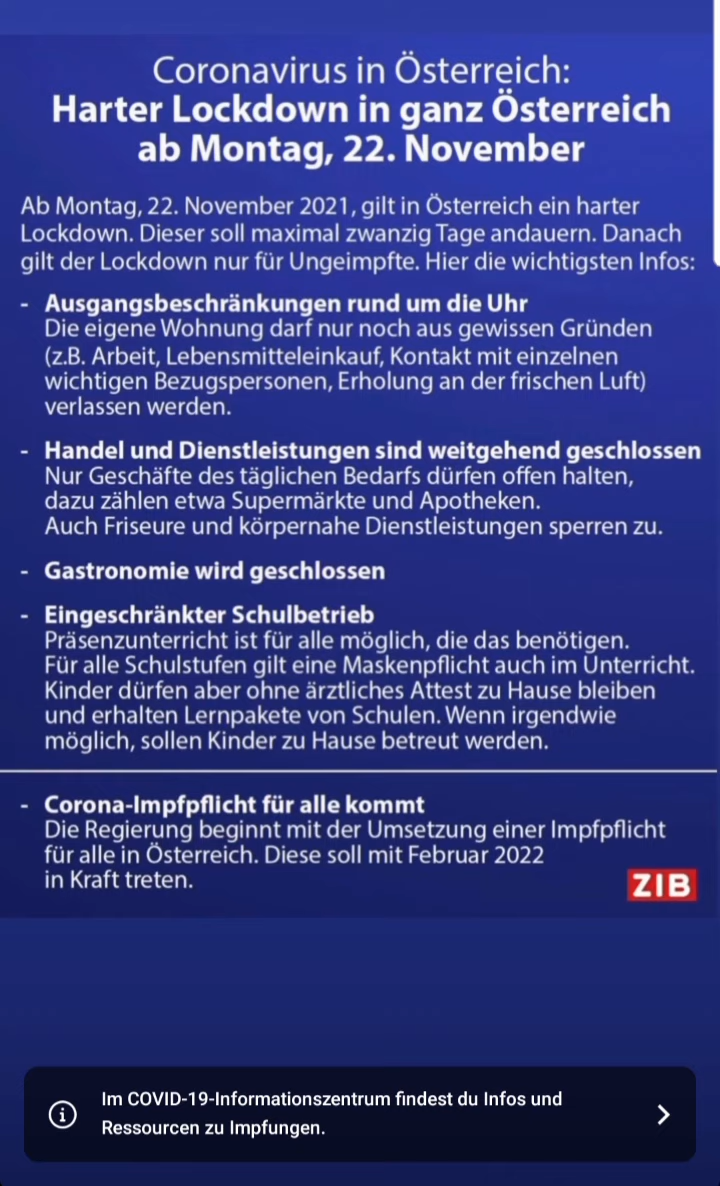 Coronavirus in Österreich:
Harter Lockdown in ganz Österreich
ab Montag, 22. November
Ab Montag, 22. November 2021, gilt in Österreich ein harter
Lockdown. Dieser soll maximal zwanzig Tage andauern. Danach
gilt der Lockdown nur für Ungeimpfte. Hier die wichtigsten Infos:
- Ausgangsbeschränkungen rund um die Uhr
Die eigene Wohnung darf nur noch aus gewissen Gründen
(z.B. Arbeit, Lebensmitteleinkauf, Kontakt mit einzelnen
wichtigen Bezugspersonen, Erholung an der frischen Luft)
verlassen werden.
- Handel und Dienstleistungen sind weitgehend geschlossen
Nur Geschäfte des täglichen Bedarfs dürfen offen halten,
dazu zählen etwa Supermärkte und Apotheken.
Auch Friseure und körpernahe Dienstleistungen sperren zu.
- Gastronomie wird geschlossen
- Eingeschränkter Schulbetrieb
Präsenzunterricht ist für alle möglich, die das benötigen.
Für alle Schulstufen gilt eine Maskenpflicht auch im Unterricht.
Kinder dürfen aber ohne ärztliches Attest zu Hause bleiben
und erhalten Lernpakete von Schulen. Wenn irgendwie
möglich, sollen Kinder zu Hause betreut werden.
- Corona-Impfpflicht für alle kommt
Die Regierung beginnt mit der Umsetzung einer Impfpflicht
für alle in Österreich. Diese soll mit Februar 2022
in Kraft treten.
ZIB
Im COVID-19-Informationszentrum findest du Infos und
Ressourcen zu Impfungen.